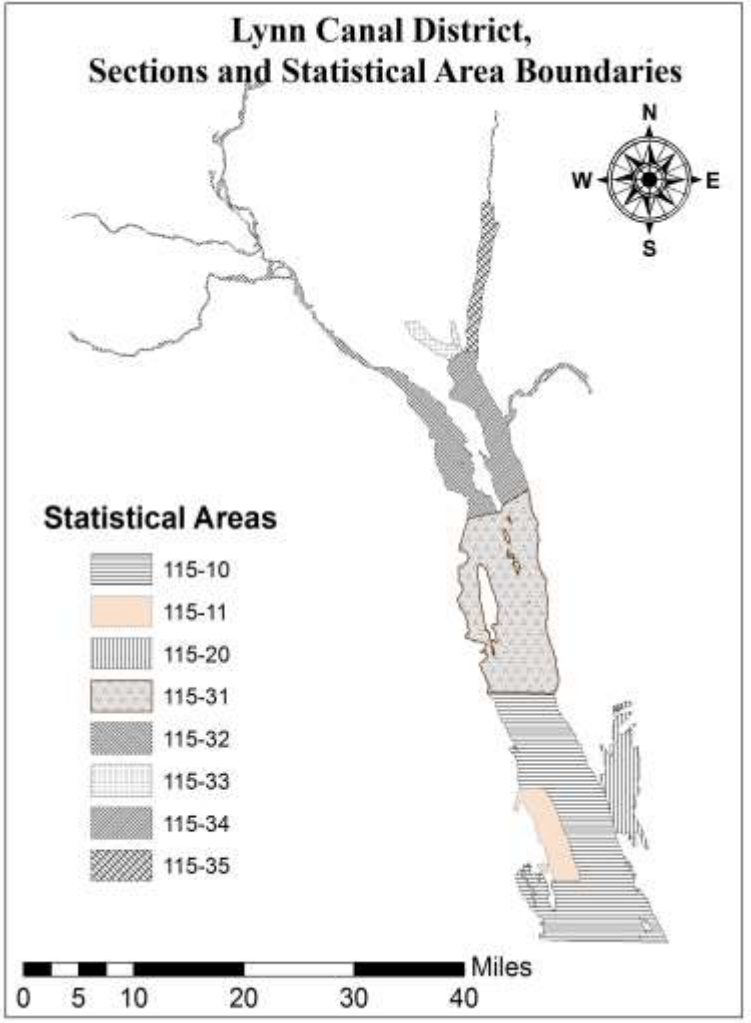 Lynn Canal District,
Sections and Statistical Area Boundaries
N
W E
S
Statistical Areas
115-10
115-11
115-20
115-31
115-32
115-33
115-34
115-35
Miles
0 5 10 20 30 40